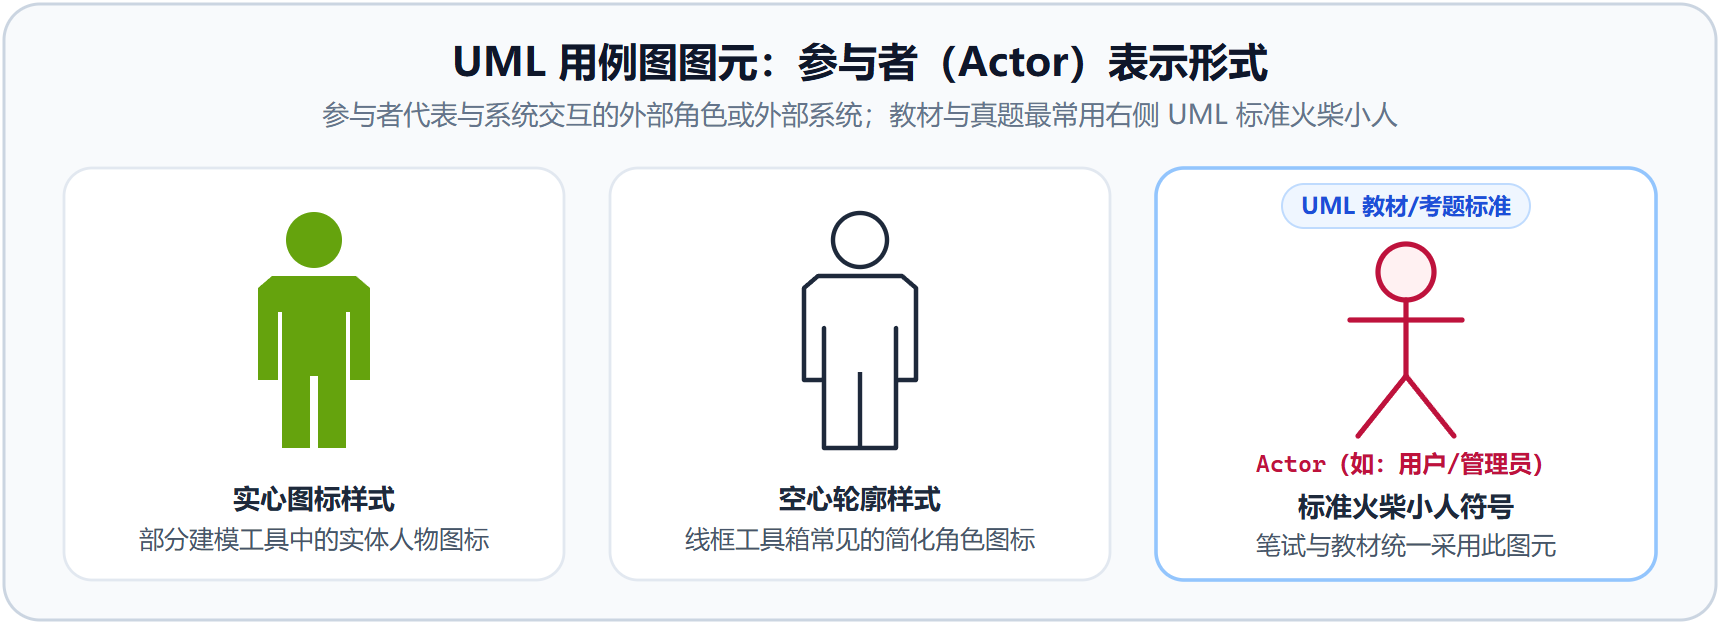 UML 用例图图元：参与者（Actor）表示形式
参与者代表与系统交互的外部角色或外部系统；教材与真题最常用右侧 UML 标准火柴小人
实心图标样式
部分建模工具中的实体人物图标
空心轮廓样式
线框工具箱常见的简化角色图标
UML 教材/考题标准
Actor（如：用户/管理员）
标准火柴小人符号
笔试与教材统一采用此图元